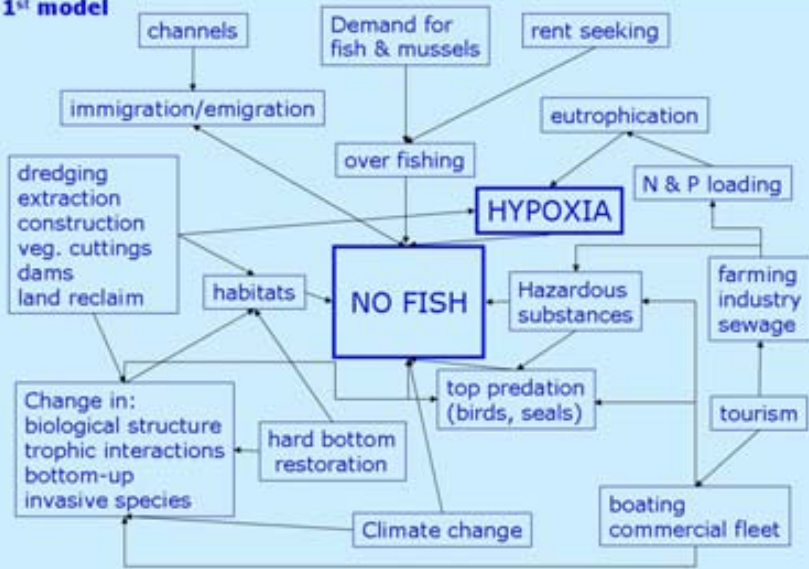 1st model
channels
Demand for
fish & mussels
rent seeking
immigration/emigration
eutrophication
over fishing
dredging
extraction
construction
veg. cuttings
dams
land reclaim
N & P loading
HYPOXIA
habitats
NO FISH
Hazardous
substances
farming
industry
sewage
Change in:
biological structure
trophic interactions
bottom-up
invasive species
hard bottom
restoration
top predation
(birds, seals)
tourism
Climate change
boating
commercial fleet